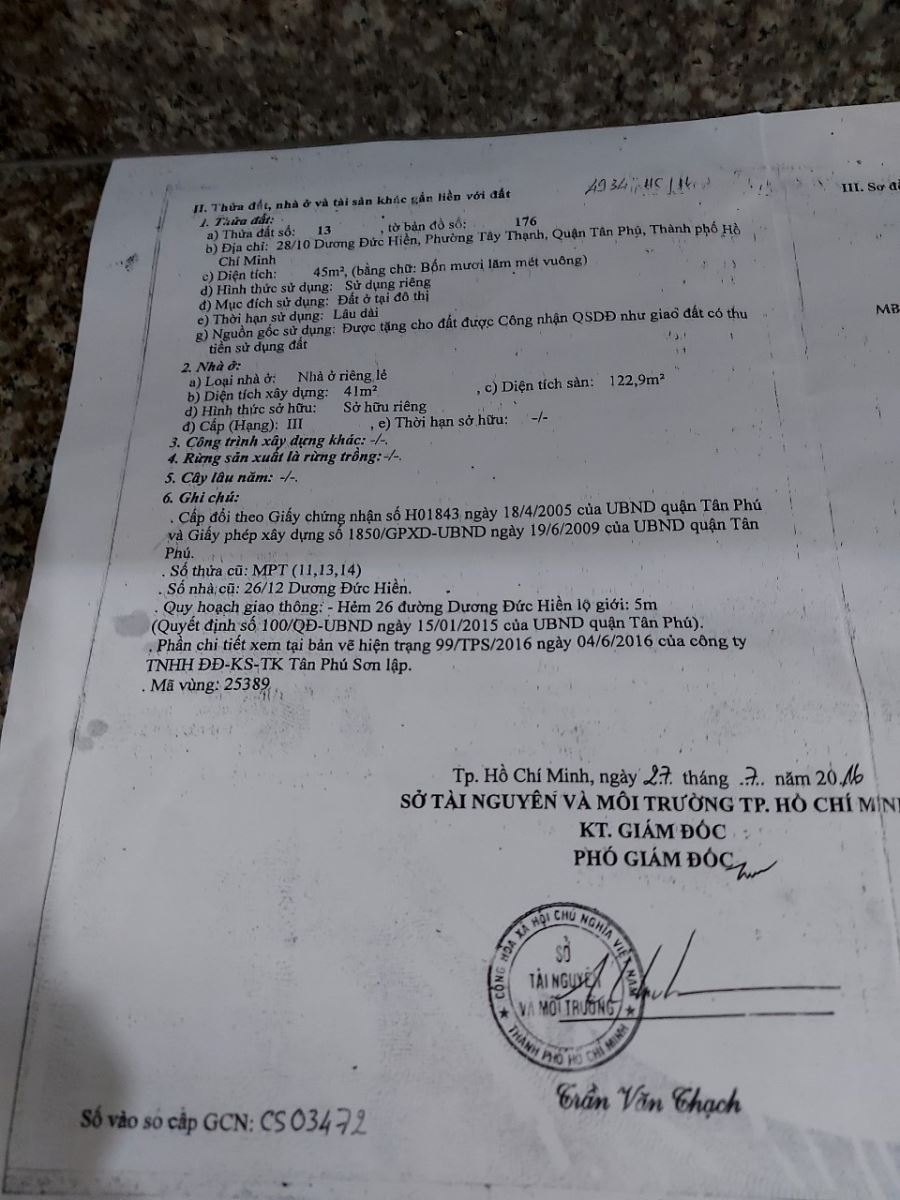 II. Thửa đất, nhà ở và tài sản khác gắn liền với đất
III. Sơ đồ
1. Thửa đất:
a) Thửa đất số: 13 , tờ bản đồ số: 176
b) Địa chỉ: 28/10 Dương Đức Hiền, Phường Tây Thạnh, Quận Tân Phú, Thành phố Hồ
Chí Minh
c) Diện tích: 45m², (bằng chữ: Bốn mươi lăm mét vuông)
d) Hình thức sử dụng: Sử dụng riêng
đ) Mục đích sử dụng: Đất ở tại đô thị
e) Thời hạn sử dụng: Lâu dài
g) Nguồn gốc sử dụng: Được tặng cho đất được Công nhận QSDĐ như giao đất có thu
tiền sử dụng đất
MB
2. Nhà ở:
a) Loại nhà ở: Nhà ở riêng lẻ
b) Diện tích xây dựng: 41m² , c) Diện tích sàn: 122,9m²
d) Hình thức sở hữu: Sở hữu riêng
đ) Cấp (Hạng): III , e) Thời hạn sở hữu: -/-
3. Công trình xây dựng khác: -/-.
4. Rừng sản xuất là rừng trồng: -/-.
5. Cây lâu năm: -/-.
6. Ghi chú:
. Cấp đổi theo Giấy chứng nhận số H01843 ngày 18/4/2005 của UBND quận Tân Phú
và Giấy phép xây dựng số 1850/GPXD-UBND ngày 19/6/2009 của UBND quận Tân
Phú.
. Số thửa cũ: MPT (11,13,14)
. Số nhà cũ: 26/12 Dương Đức Hiền.
. Quy hoạch giao thông: - Hẻm 26 đường Dương Đức Hiền lộ giới: 5m
(Quyết định số 100/QĐ-UBND ngày 15/01/2015 của UBND quận Tân Phú).
. Phần chi tiết xem tại bản vẽ hiện trạng 99/TPS/2016 ngày 04/6/2016 của công ty
TNHH ĐĐ-KS-TK Tân Phú Sơn lập.
. Mã vùng: 25389
Tp. Hồ Chí Minh, ngày 27 tháng .7. năm 2016
SỞ TÀI NGUYÊN VÀ MÔI TRƯỜNG TP. HỒ CHÍ MINH
KT. GIÁM ĐỐC
PHÓ GIÁM ĐỐC
CỘNG HÒA XÃ HỘI CHỦ NGHĨA VIỆT NAM
SỞ
TÀI NGUYÊN
VÀ MÔI TRƯỜNG
★ THÀNH PHỐ HỒ CHÍ MINH ★
Trần Văn Thạch
Số vào sổ cấp GCN: CS03472